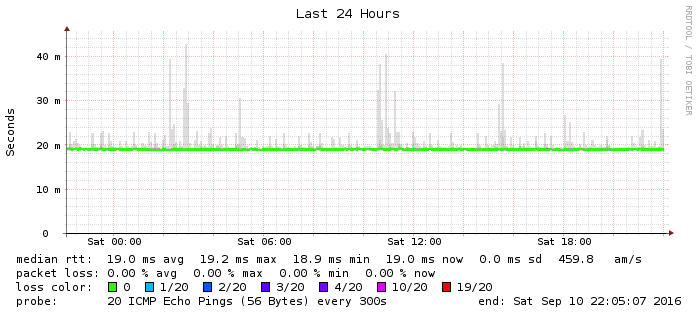 Last 24 Hours
RRDTOOL / TOBI OETIKER
Seconds
40 m
30 m
20 m
10 m
0
Sat 00:00 Sat 06:00 Sat 12:00 Sat 18:00
median rtt: 19.0 ms avg 19.2 ms max 18.9 ms min 19.0 ms now 0.0 ms sd 459.8 am/s
packet loss: 0.00 % avg 0.00 % max 0.00 % min 0.00 % now
loss color: 0 1/20 2/20 3/20 4/20 10/20 19/20
probe: 20 ICMP Echo Pings (56 Bytes) every 300s end: Sat Sep 10 22:05:07 2016